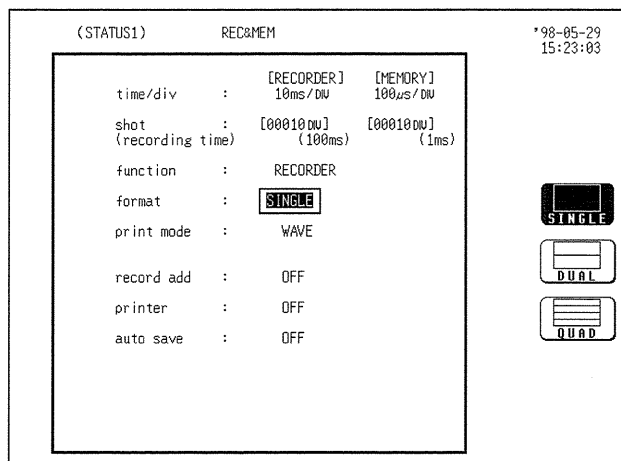 (STATUS1) REC&MEM '98-05-29
15:23:03
[RECORDER] [MEMORY]
time/div : 10ms/DIV 100µs/DIV
shot : [00010DIV] [00010DIV]
(recording time) (100ms) (1ms)
function : RECORDER
format : SINGLE
print mode : WAVE
record add : OFF
printer : OFF
auto save : OFF
SINGLE
DUAL
QUAD